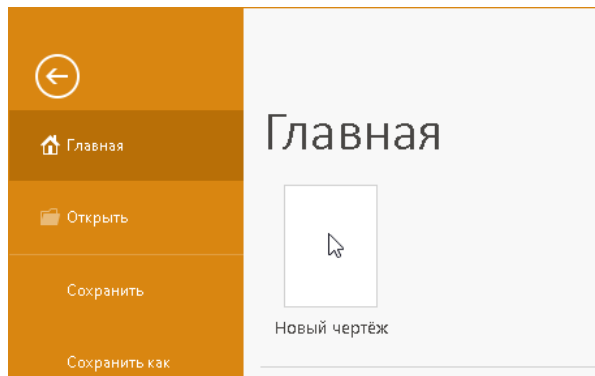 Главная
Главная
Открыть
Новый чертёж
Сохранить
Сохранить как